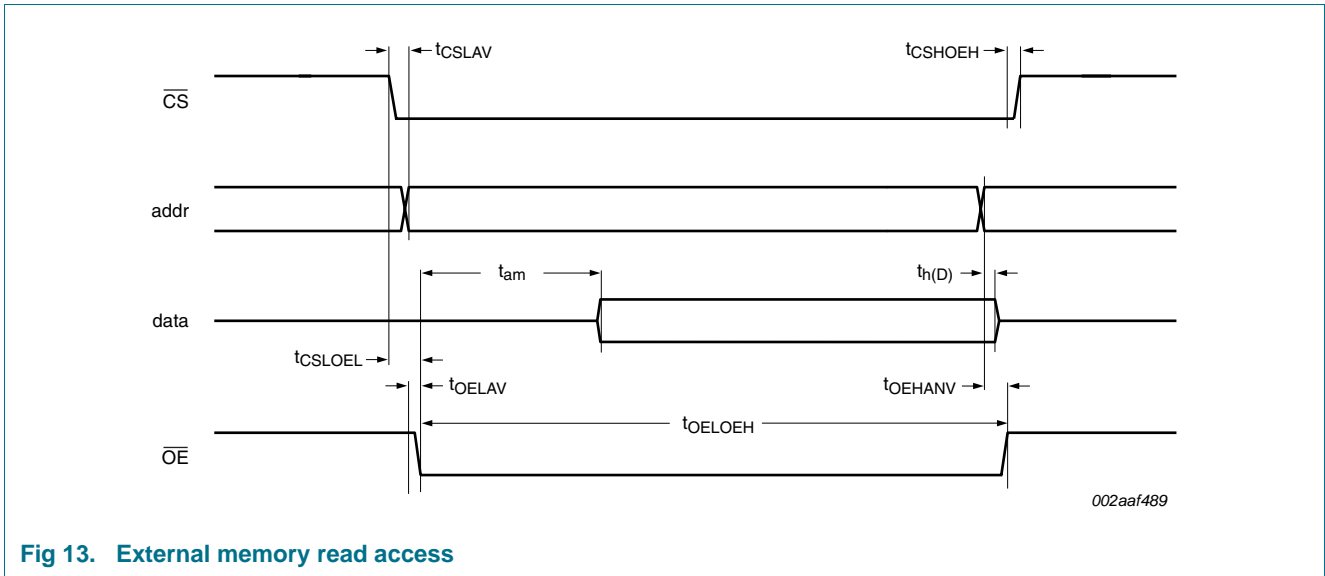 tCSLAV
tCSHOEH
CS
addr
tam
th(D)
data
tCSLOEL
tOELAV
tOEHANV
tOELOEH
OE
002aaf489
Fig 13. External memory read access